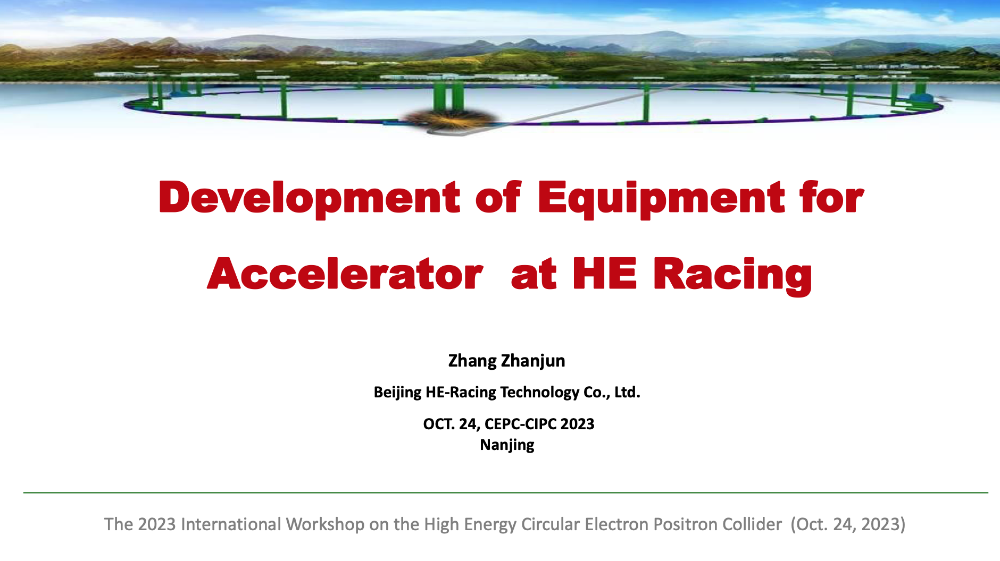 Development of Equipment for
Accelerator at HE Racing
Zhang Zhanjun
Beijing HE-Racing Technology Co., Ltd.
OCT. 24, CEPC-CIPC 2023
Nanjing
The 2023 International Workshop on the High Energy Circular Electron Positron Collider (Oct. 24, 2023)